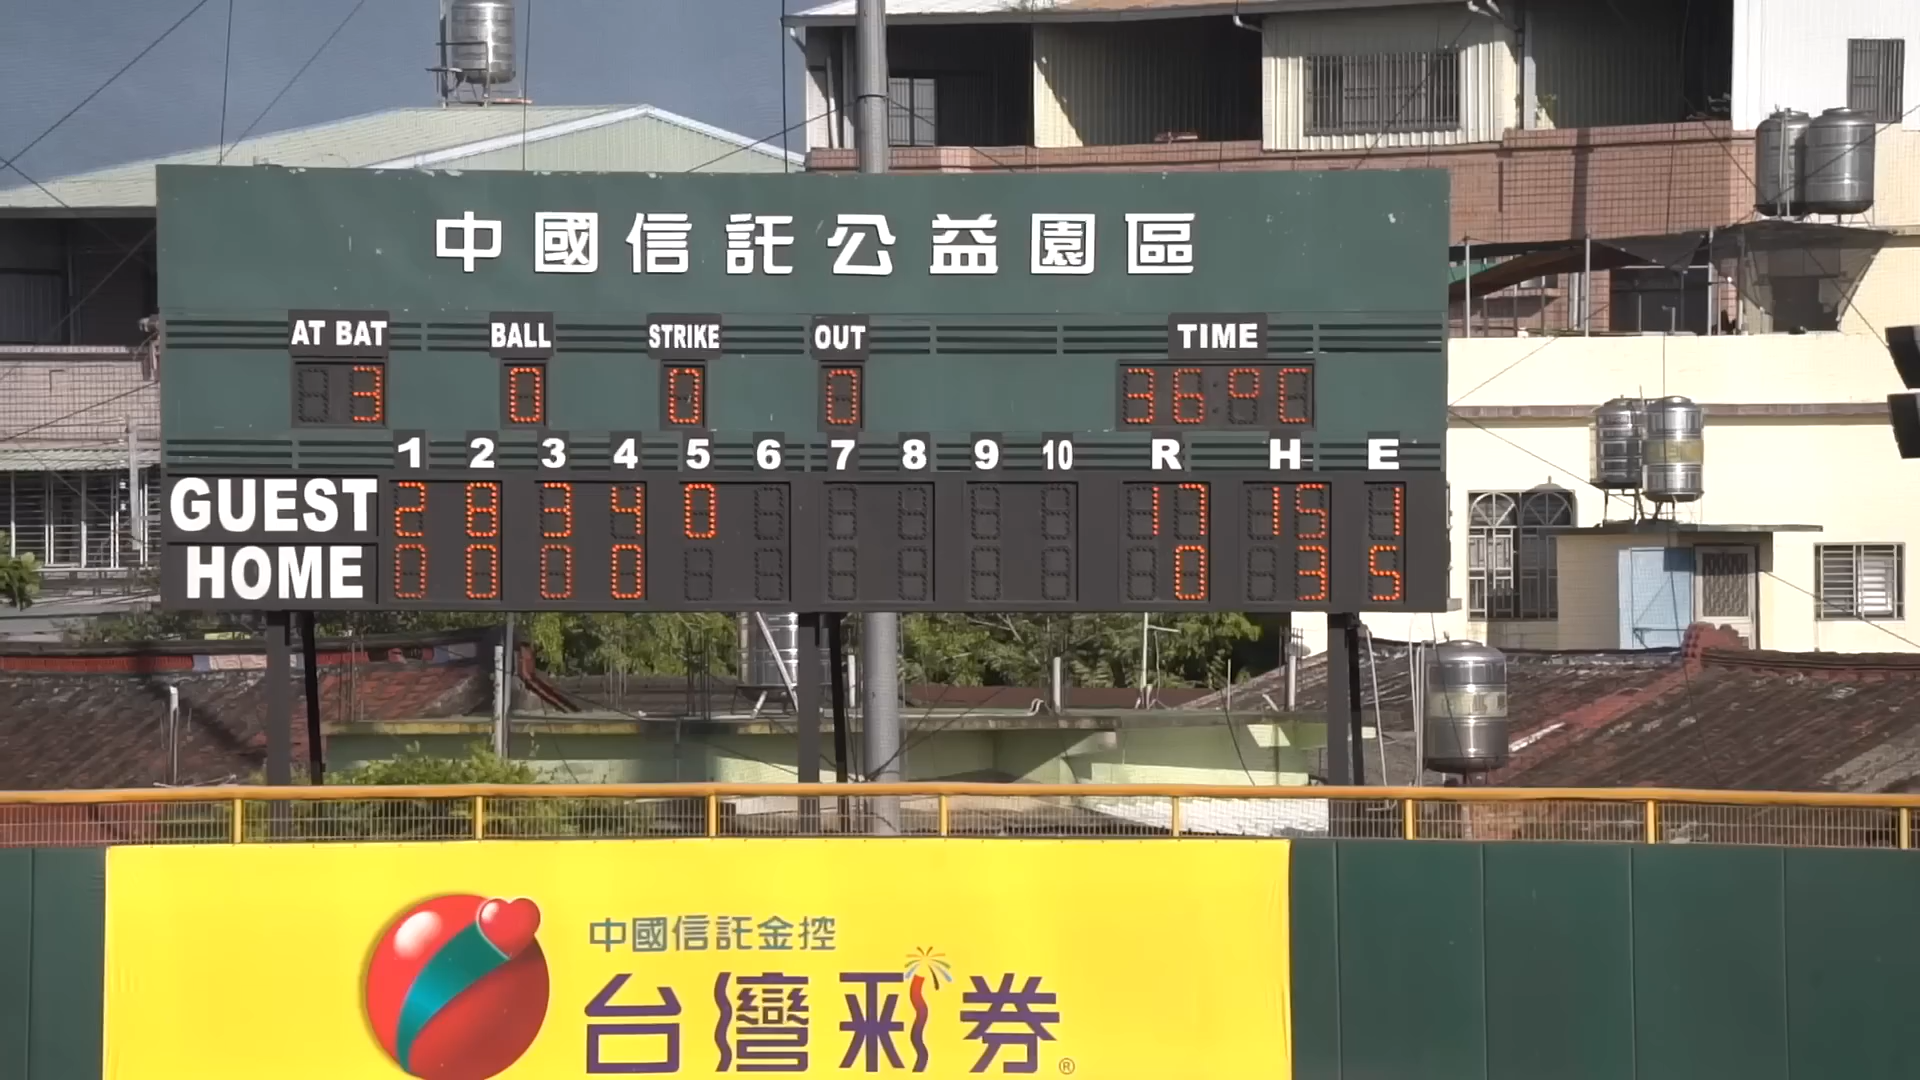 中國信託公益園區
AT BAT BALL STRIKE OUT TIME
3 0 0 0 36°C
1 2 3 4 5 6 7 8 9 10 R H E
GUEST 2 8 3 4 0 17 15 1
HOME 0 0 0 0 0 3 5
中國信託金控
台灣彩券®